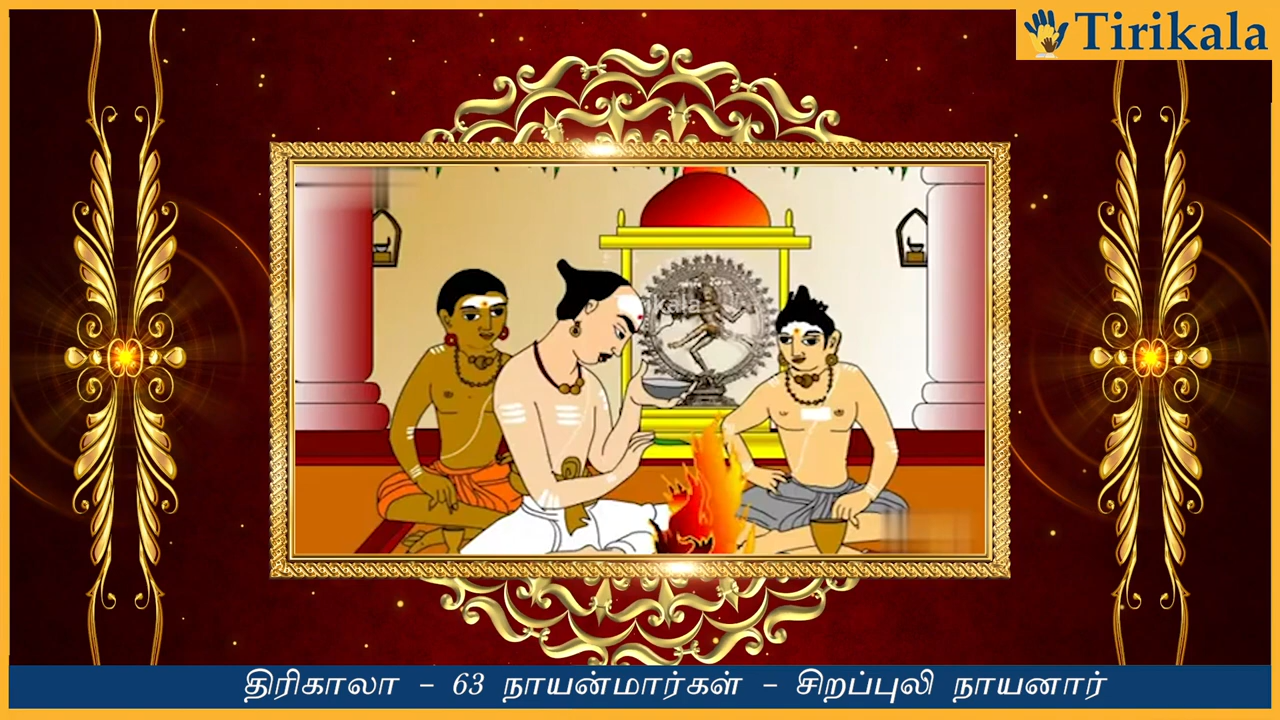 Tirikala
திரிகாலா - 63 நாயன்மார்கள் - சிறப்புலி நாயனார்